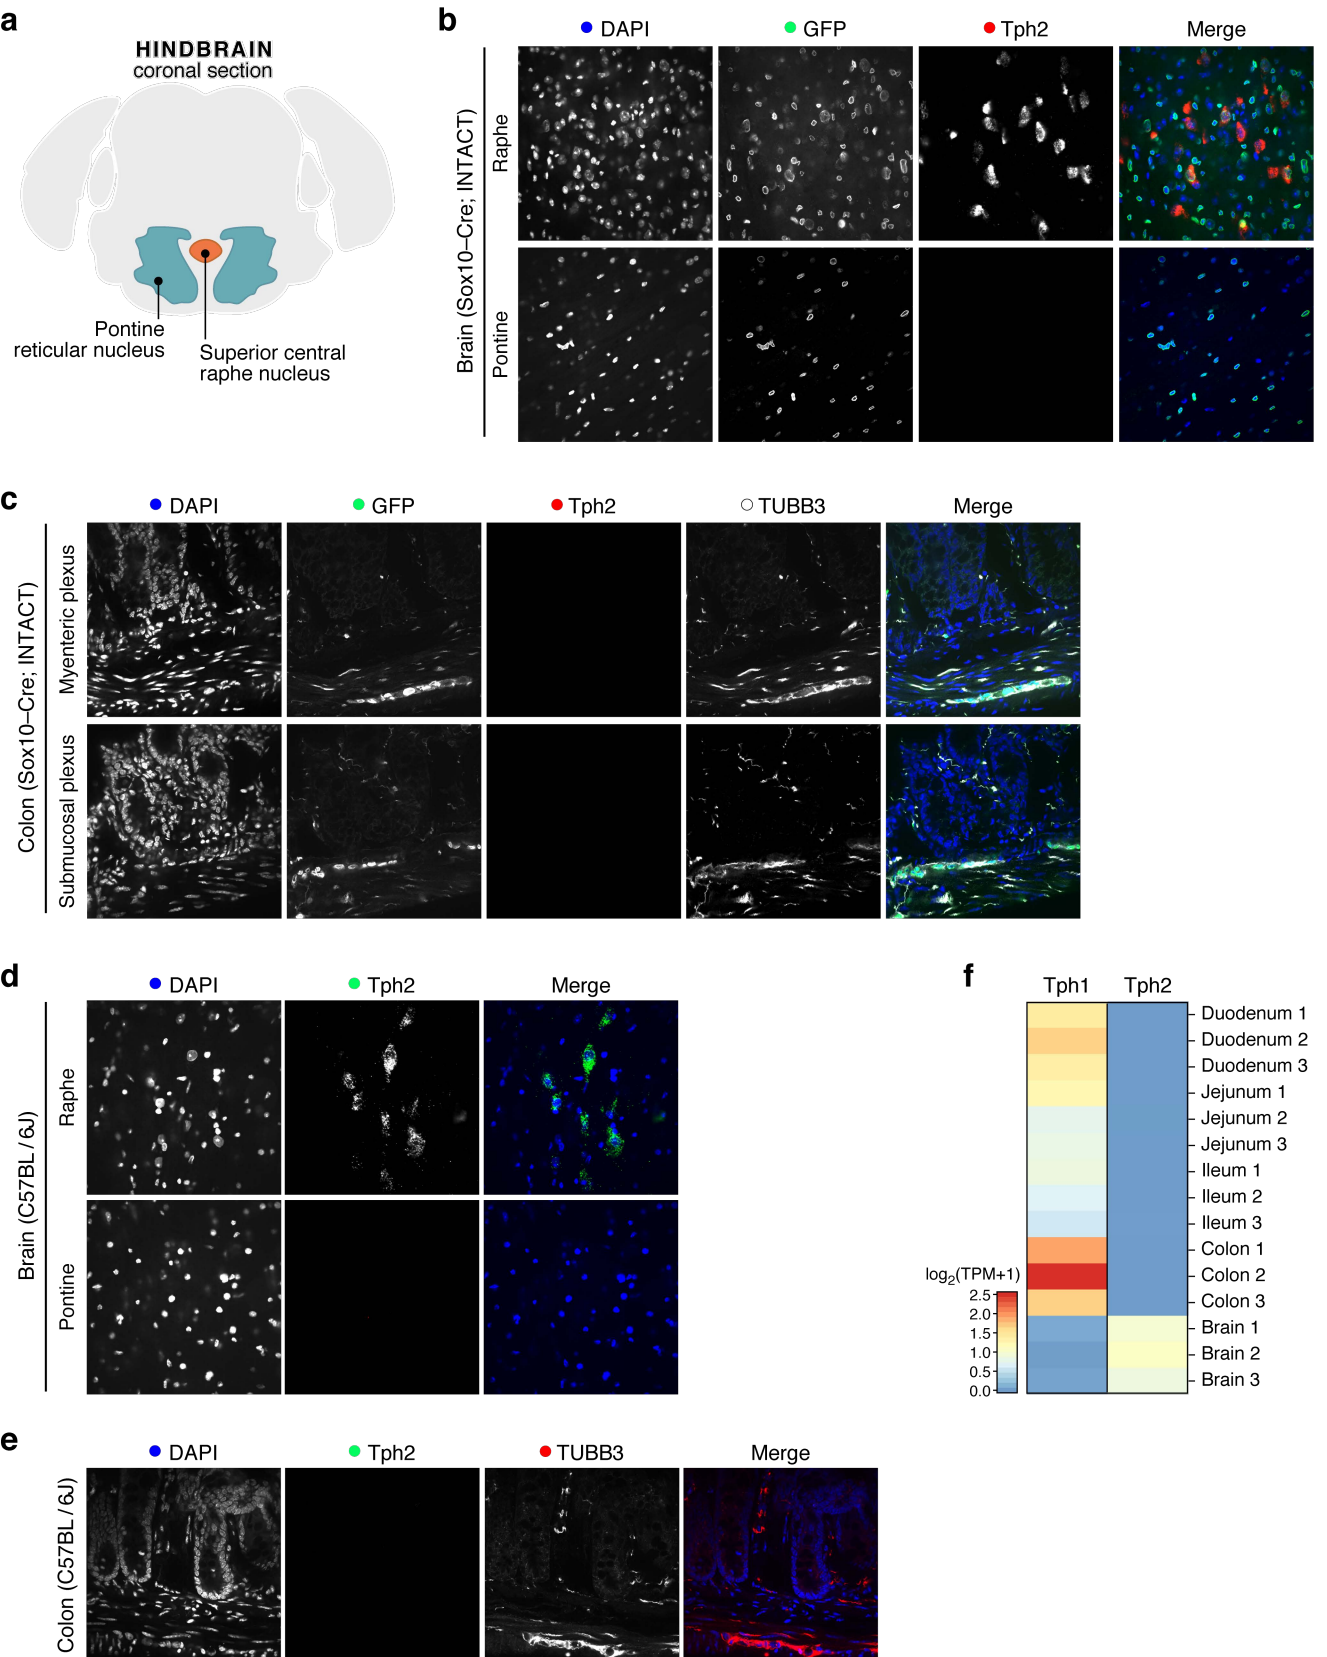 a
HINDBRAIN
coronal section
Pontine
reticular nucleus
Superior central
raphe nucleus
b
DAPI GFP Tph2 Merge
Brain (Sox10–Cre; INTACT)
Raphe
Pontine
c
DAPI GFP Tph2 TUBB3 Merge
Colon (Sox10–Cre; INTACT)
Myenteric plexus
Submucosal plexus
d
DAPI Tph2 Merge
Brain (C57BL / 6J)
Raphe
Pontine
e
DAPI Tph2 TUBB3 Merge
Colon (C57BL / 6J)
f
Tph1 Tph2
Duodenum 1
Duodenum 2
Duodenum 3
Jejunum 1
Jejunum 2
Jejunum 3
Ileum 1
Ileum 2
Ileum 3
Colon 1
Colon 2
Colon 3
Brain 1
Brain 2
Brain 3
log2(TPM+1)
2.5
2.0
1.5
1.0
0.5
0.0